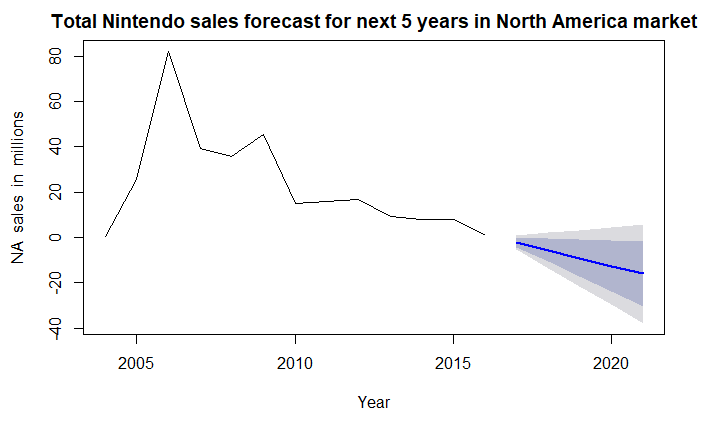 Total Nintendo sales forecast for next 5 years in North America market
80
60
40
20
0
-20
-40
NA sales in millions
2005 2010 2015 2020
Year